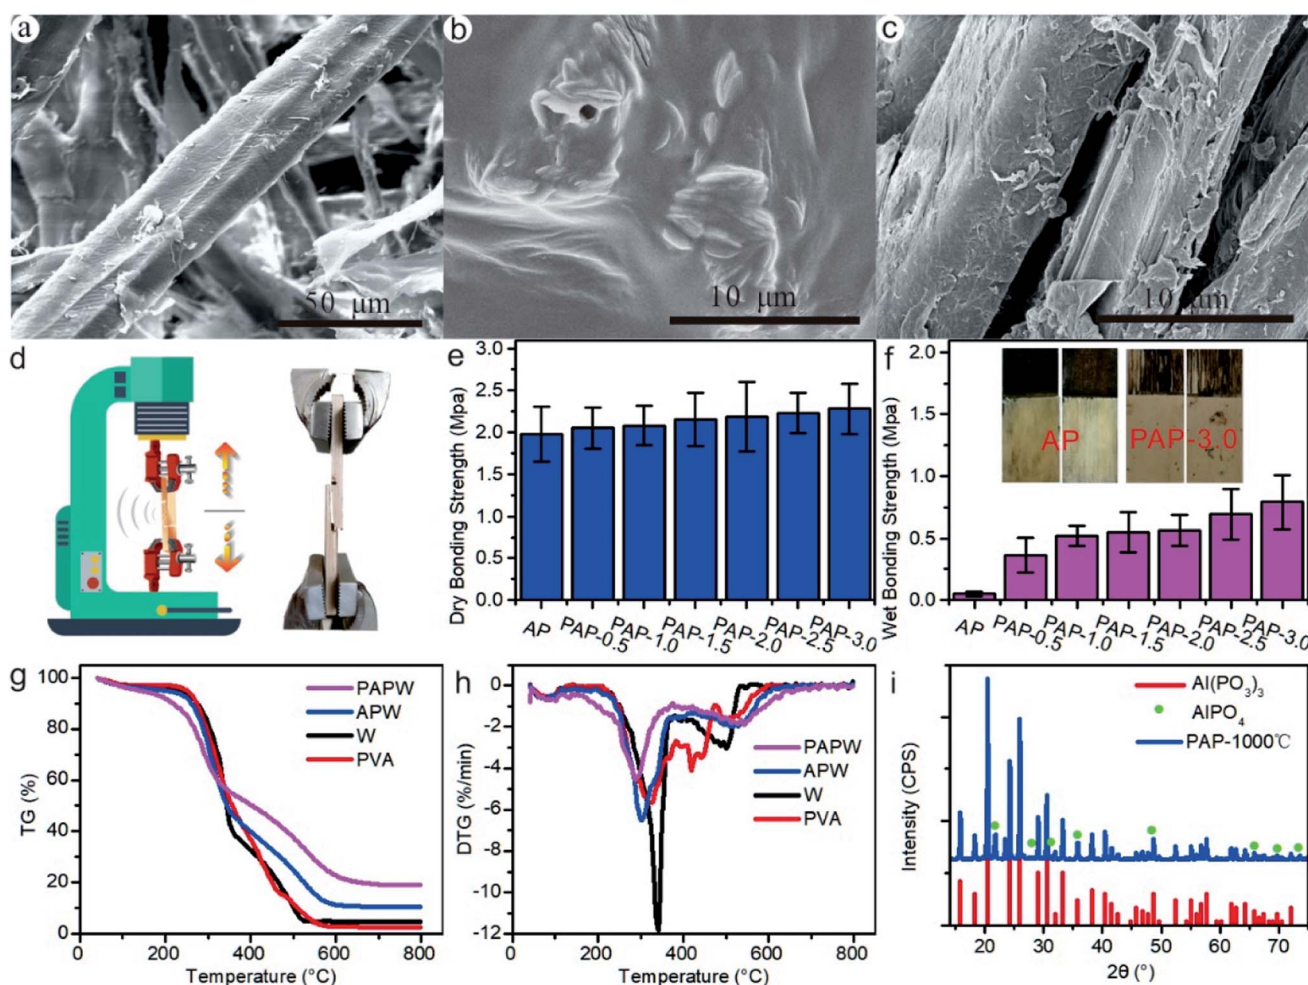 a
50 μm
b
10 μm
c
10 μm
d
e
Dry Bonding Strength (Mpa)
3.0
2.5
2.0
1.5
1.0
0.5
0.0
AP
PAP-0.5
PAP-1.0
PAP-1.5
PAP-2.0
PAP-2.5
PAP-3.0
f
Wet Bonding Strength (Mpa)
2.0
1.5
1.0
0.5
0.0
AP
PAP-3.0
AP
PAP-0.5
PAP-1.0
PAP-1.5
PAP-2.0
PAP-2.5
PAP-3.0
g
TG (%)
100
80
60
40
20
0
PAPW
APW
W
PVA
0
200
400
600
800
Temperature (°C)
h
DTG (%/min)
0
-2
-4
-6
-8
-10
-12
PAPW
APW
W
PVA
0
200
400
600
800
Temperature (°C)
i
Intensity (CPS)
Al(PO₃)₃
AlPO₄
PAP-1000℃
20
30
40
50
60
70
2θ (°)